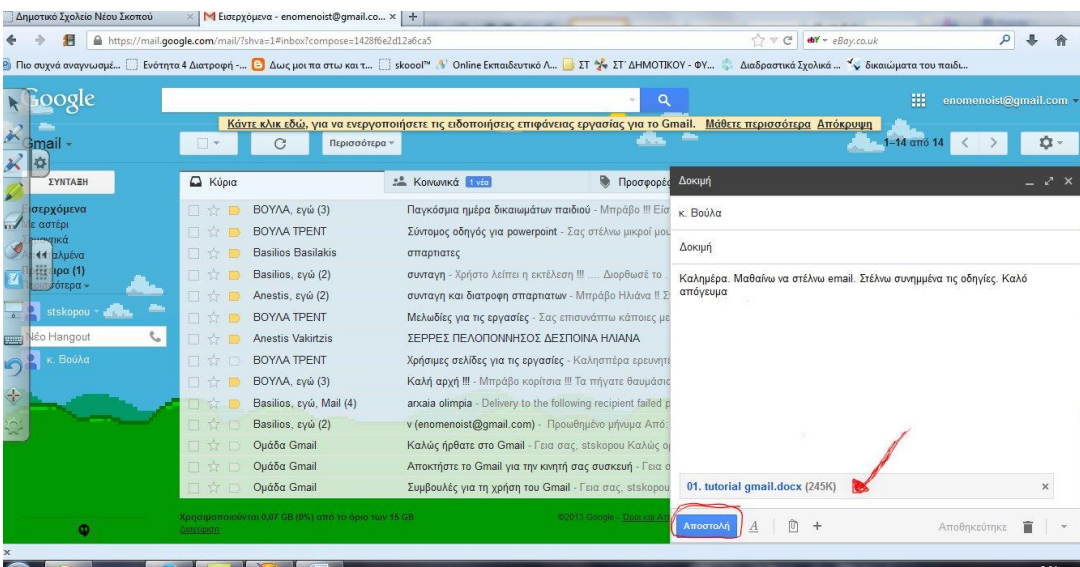 Δημοτικό Σχολείο Νέου Σκοπού × Εισερχόμενα - enomenoist@gmail.co... × +
https://mail.google.com/mail/?shva=1#inbox?compose=1428f6e2d12a6ca5 eBay.co.uk
Πιο συχνά αναγνωσμέ... Ενότητα 4 Διατροφή -... Δως μοι πα στω και τ... skoool™ Online Εκπαιδευτικό Λ... ΣΤ ΣΤ΄ ΔΗΜΟΤΙΚΟΥ - ΦΥ... Διαδραστικά Σχολικά ... δικαιώματα του παιδι...
Google enomenoist@gmail.com
Κάντε κλικ εδώ, για να ενεργοποιήσετε τις ειδοποιήσεις επιφάνειας εργασίας για το Gmail. Μάθετε περισσότερα Απόκρυψη
Gmail Περισσότερα 1–14 από 14
ΣΥΝΤΑΞΗ
Εισερχόμενα
Με αστέρι
(1)
stskopou
Νέο Hangout
κ. Βούλα
Κύρια Κοινωνικά 1 νέα Προσφορές
ΒΟΥΛΑ, εγώ (3) Παγκόσμια ημέρα δικαιωμάτων παιδιού - Μπράβο !!! Είσ
ΒΟΥΛΑ ΤΡΕΝΤ Σύντομος οδηγός για powerpoint - Σας στέλνω μικροί μου
Basilios Basilakis σπαρτιατες
Basilios, εγώ (2) συνταγη - Χρήστο λείπει η εκτέλεση !!! .... Διορθωσέ το .
Anestis, εγώ (2) συνταγη και διατροφη σπαρτιατων - Μπράβο Ηλιάνα !! Σ
ΒΟΥΛΑ ΤΡΕΝΤ Μελωδίες για τις εργασίες - Σας επισυνάπτω κάποιες με
Anestis Vakirtzis ΣΕΡΡΕΣ ΠΕΛΟΠΟΝΝΗΣΟΣ ΔΕΣΠΟΙΝΑ ΗΛΙΑΝΑ
ΒΟΥΛΑ ΤΡΕΝΤ Χρήσιμες σελίδες για τις εργασίες - Καλησπέρα ερευνητέ
ΒΟΥΛΑ, εγώ (3) Καλή αρχή !!! - Μπράβο κορίτσια !!! Τα πήγατε θαυμάσια
Basilios, εγώ, Mail (4) arxaia olimpia - Delivery to the following recipient failed p
Basilios, εγώ (2) v (enomenoist@gmail.com) - Προωθημένο μήνυμα Από:
Ομάδα Gmail Καλώς ήρθατε στο Gmail - Γεια σας, stskopou Καλώς ορ
Ομάδα Gmail Αποκτήστε το Gmail για την κινητή σας συσκευή - Γεια σ
Ομάδα Gmail Συμβουλές για τη χρήση του Gmail - Γεια σας, stskopou
Χρησιμοποιούνται 0,07 GB (0%) από το όριο των 15 GB ©2013 Google - Όροι και Απ
Διαχείριση
Δοκιμή
κ. Βούλα
Δοκιμή
Καλημέρα. Μαθαίνω να στέλνω email. Στέλνω συνημμένα τις οδηγίες. Καλό
απόγευμα
01. tutorial gmail.docx (245K) ×
Αποστολή A + Αποθηκεύτηκε